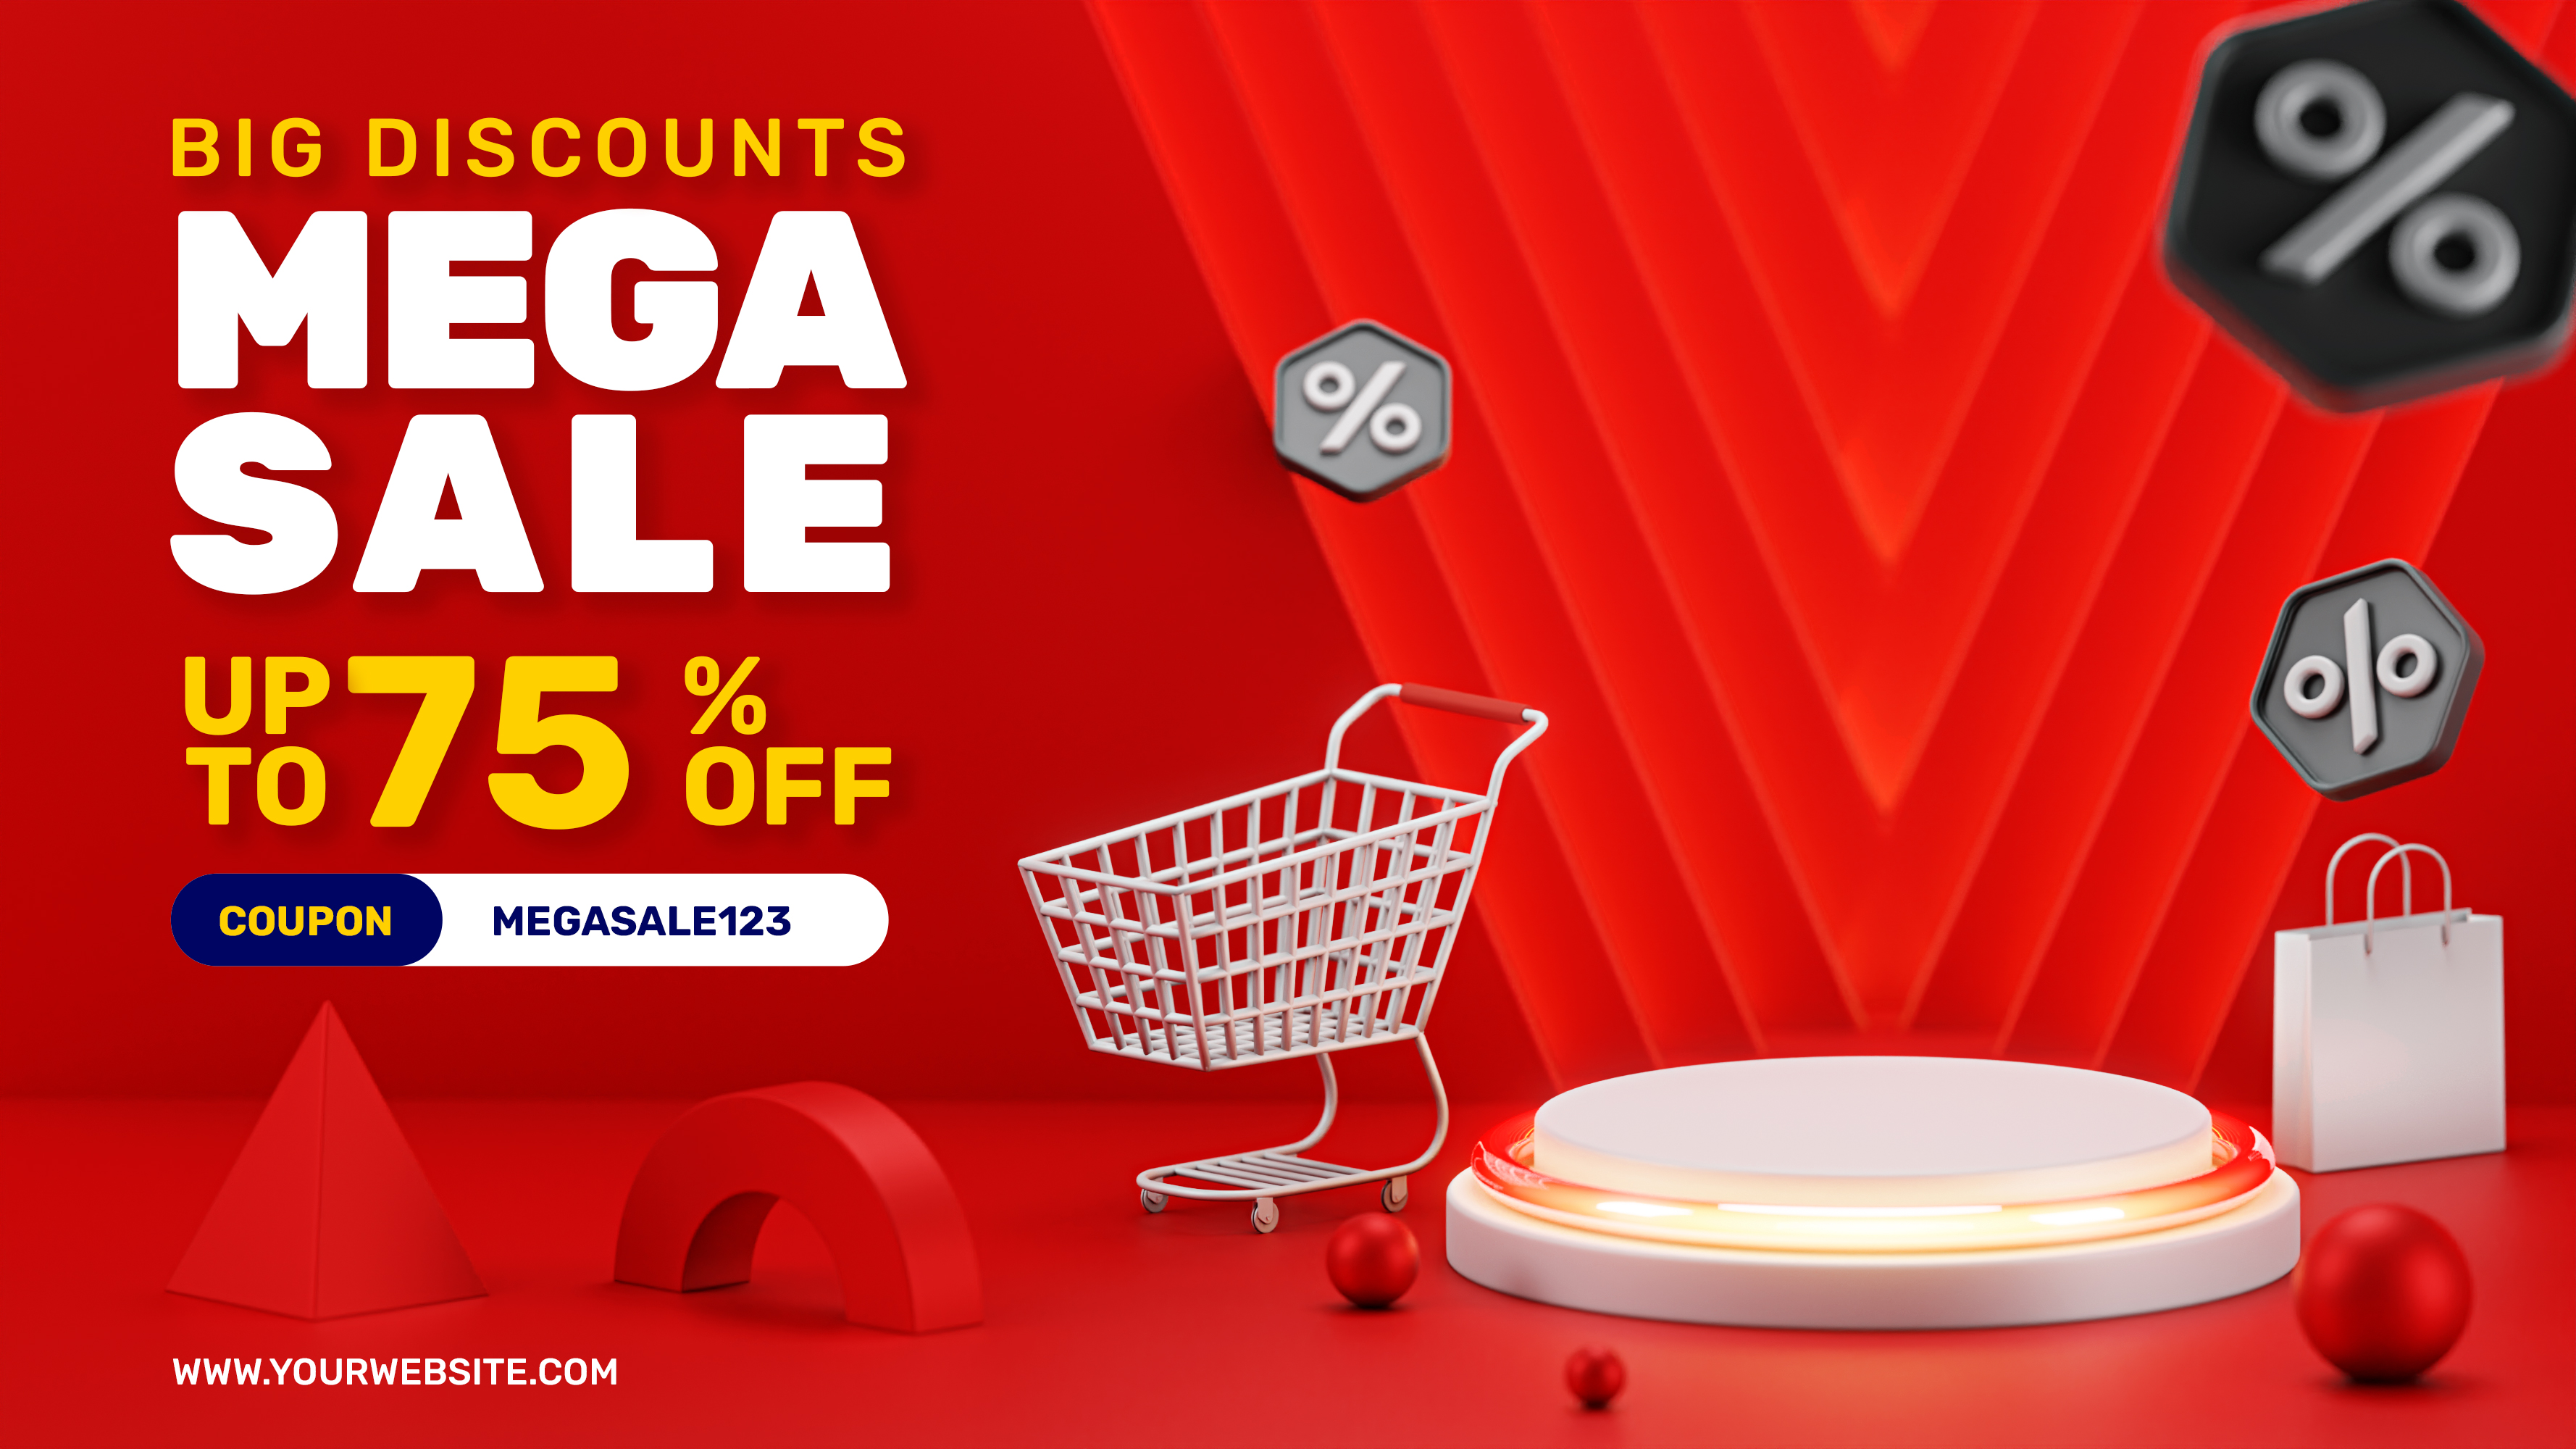 BIG DISCOUNTS
MEGA
SALE
UP TO 75 % OFF
COUPON MEGASALE123
WWW.YOURWEBSITE.COM
%
%
%